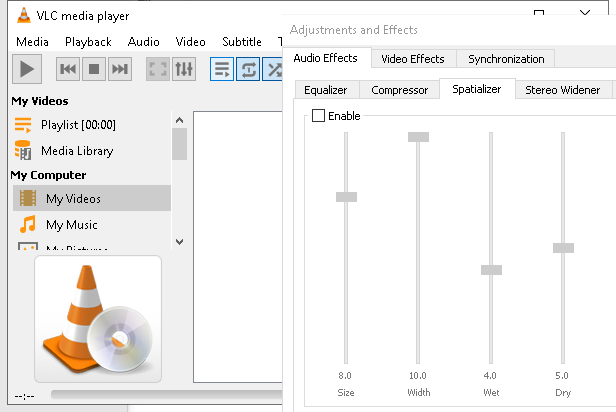 VLC media player
Media Playback Audio Video Subtitle T
My Videos
Playlist [00:00]
Media Library
My Computer
My Videos
My Music
My Pictures
--:--
Adjustments and Effects
Audio Effects Video Effects Synchronization
Equalizer Compressor Spatializer Stereo Widener
Enable
8.0 10.0 4.0 5.0
Size Width Wet Dry